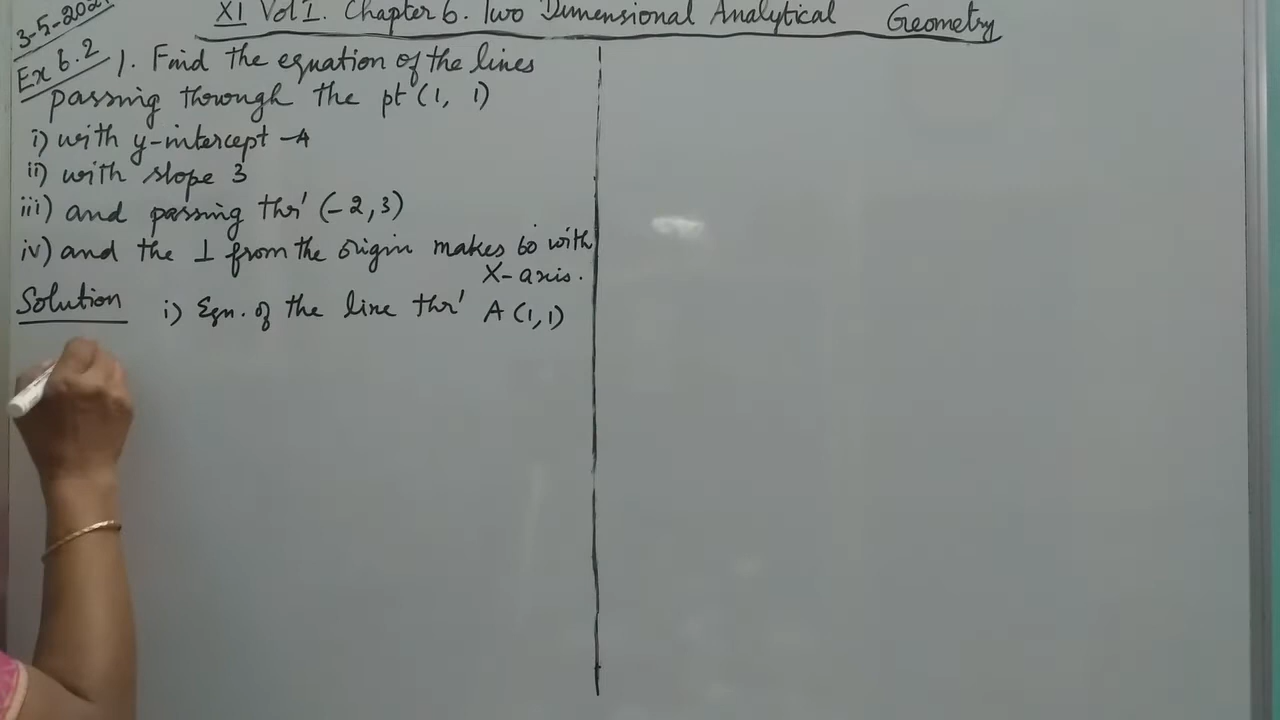 3-5-202
XI Vol I. Chapter 6. Two Dimensional Analytical Geometry
Ex 6.2
1. Find the equation of the lines
passing through the pt (1, 1)
i) with y-intercept -4
ii) with slope 3
iii) and passing thr' (-2, 3)
iv) and the ⊥ from the origin makes 60° with
X-axis.
Solution i) Eqn. of the line thr' A (1, 1)